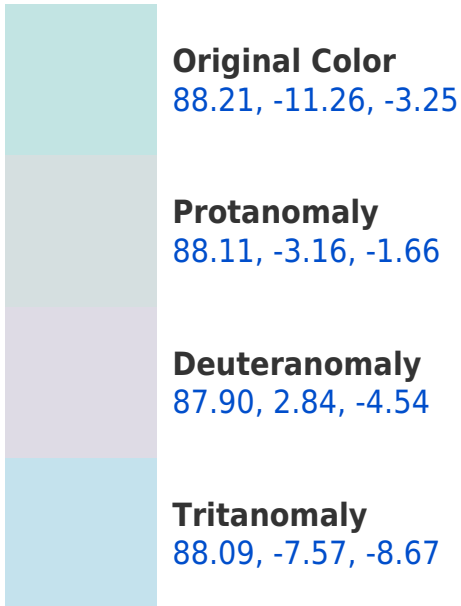 Original Color
88.21, -11.26, -3.25
Protanomaly
88.11, -3.16, -1.66
Deuteranomaly
87.90, 2.84, -4.54
Tritanomaly
88.09, -7.57, -8.67